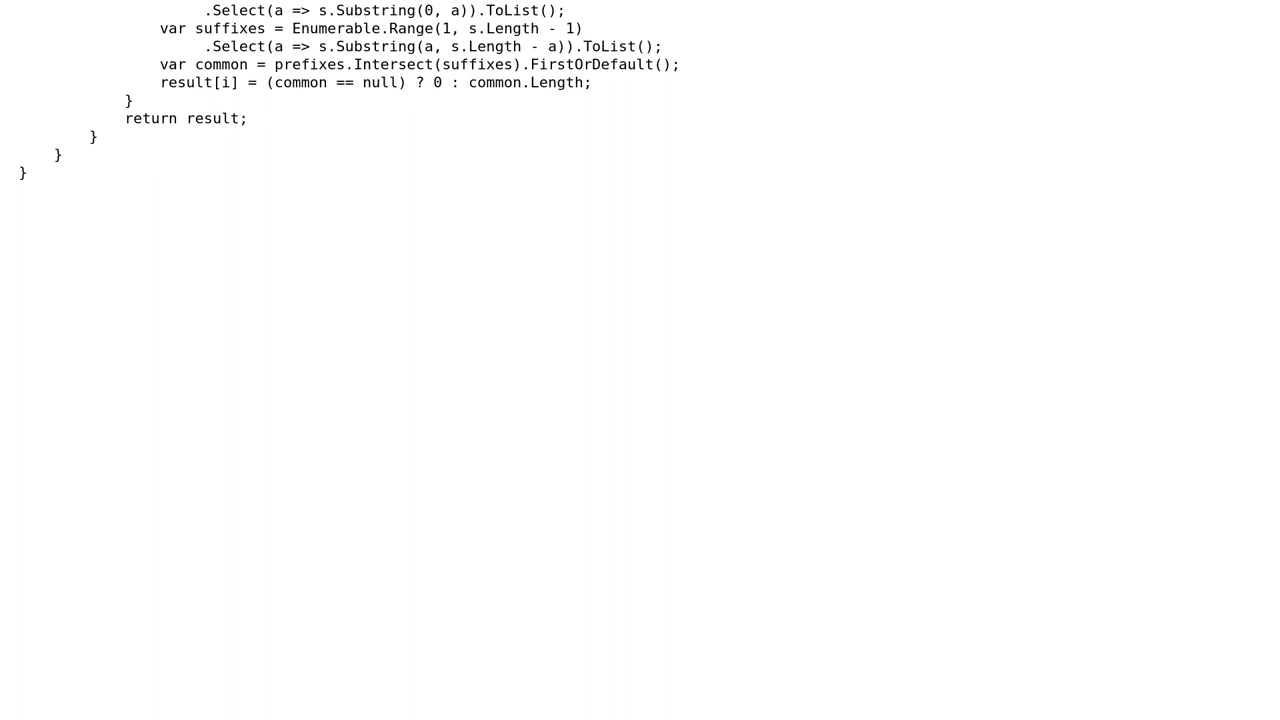 .Select(a => s.Substring(0, a)).ToList();
var suffixes = Enumerable.Range(1, s.Length - 1)
.Select(a => s.Substring(a, s.Length - a)).ToList();
var common = prefixes.Intersect(suffixes).FirstOrDefault();
result[i] = (common == null) ? 0 : common.Length;
}
return result;
}
}
}